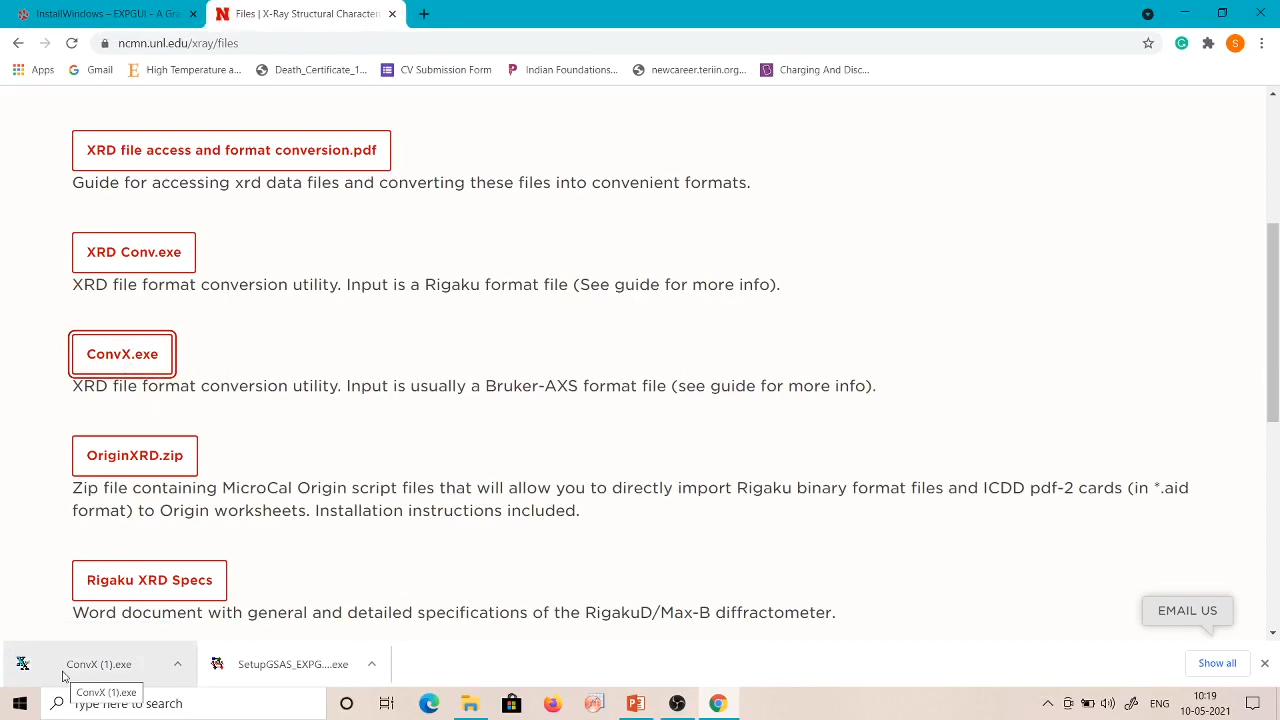 InstallWindows – EXPGUI – A Gra
Files | X-Ray Structural Character
ncmn.unl.edu/xray/files
S
Apps
Gmail
High Temperature a...
Death_Certificate_1...
CV Submission Form
Indian Foundations...
newcareer.teriin.org...
Charging And Disc...
XRD file access and format conversion.pdf
Guide for accessing xrd data files and converting these files into convenient formats.
XRD Conv.exe
XRD file format conversion utility. Input is a Rigaku format file (See guide for more info).
ConvX.exe
XRD file format conversion utility. Input is usually a Bruker-AXS format file (see guide for more info).
OriginXRD.zip
Zip file containing MicroCal Origin script files that will allow you to directly import Rigaku binary format files and ICDD pdf-2 cards (in *.aid
format) to Origin worksheets. Installation instructions included.
Rigaku XRD Specs
Word document with general and detailed specifications of the RigakuD/Max-B diffractometer.
EMAIL US
ConvX (1).exe
SetupGSAS_EXPG....exe
Show all
ConvX (1).exe
Type here to search
ENG
10:19
10-05-2021